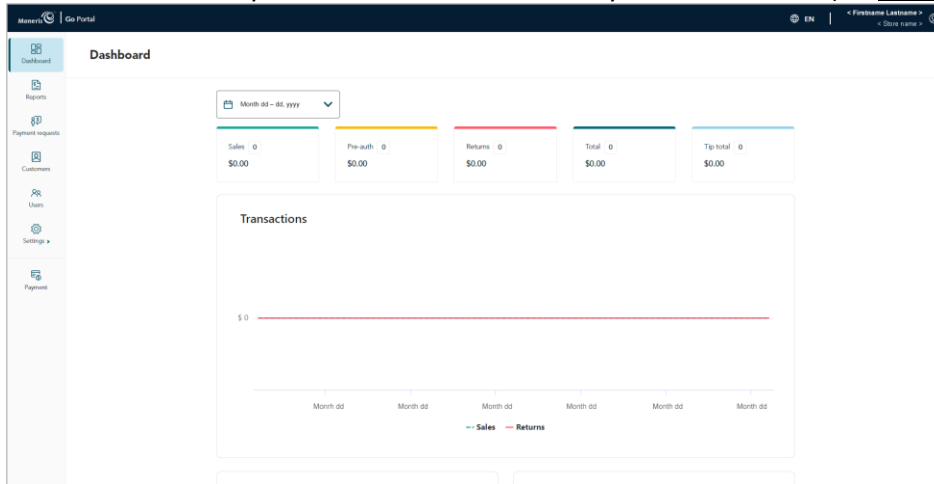 Moneris Go Portal
EN
< Firstname Lastname >
< Store name >
Dashboard
Reports
Payment requests
Customers
Users
Settings
Payment
Dashboard
Month dd – dd, yyyy
Sales 0
$0.00
Pre-auth 0
$0.00
Returns 0
$0.00
Total 0
$0.00
Tip total 0
$0.00
Transactions
$ 0
Monrh dd Month dd Month dd Month dd Month dd Month dd
Sales Returns